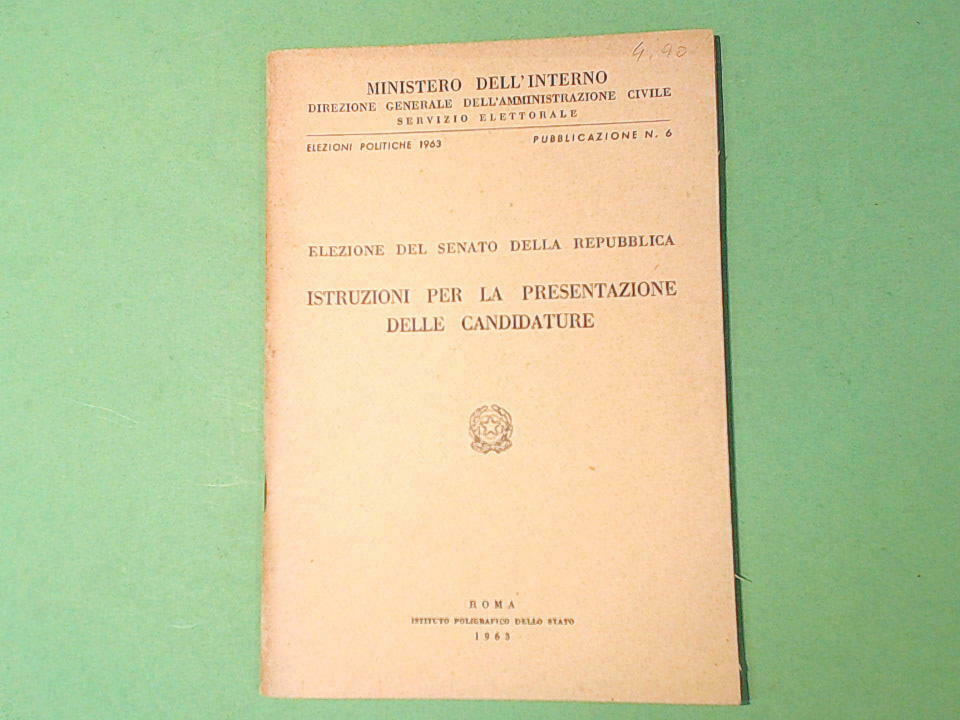 4,90
MINISTERO DELL'INTERNO
DIREZIONE GENERALE DELL'AMMINISTRAZIONE CIVILE
SERVIZIO ELETTORALE
ELEZIONI POLITICHE 1963 PUBBLICAZIONE N. 6
ELEZIONE DEL SENATO DELLA REPUBBLICA
ISTRUZIONI PER LA PRESENTAZIONE
DELLE CANDIDATURE
ROMA
ISTITUTO POLIGRAFICO DELLO STATO
1963